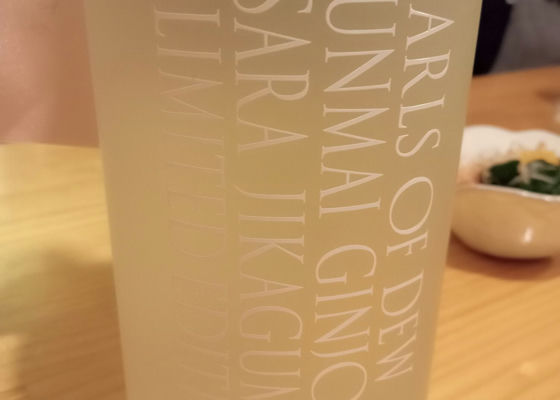 ARLS OF DEW
UNMAI GINJO
SARA JIKAGUM
LIMITED EDIT